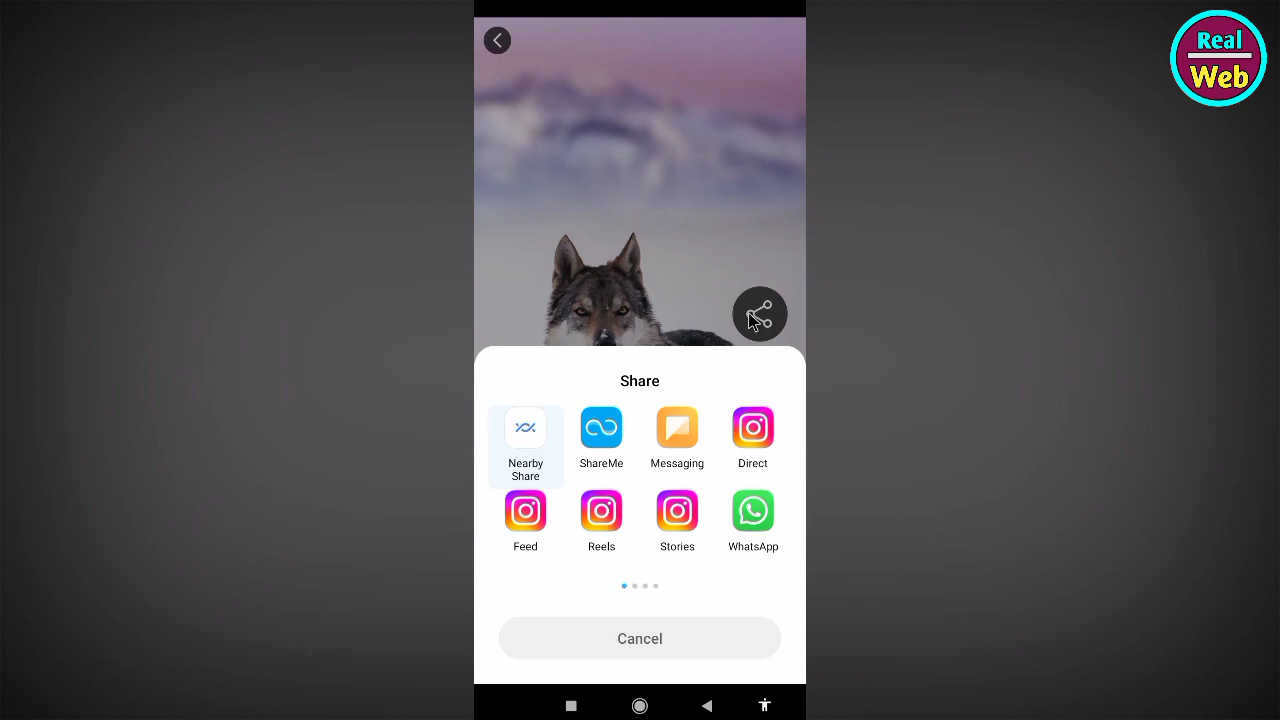 Real
Web
Share
Nearby
Share
ShareMe
Messaging
Direct
Feed
Reels
Stories
WhatsApp
Cancel